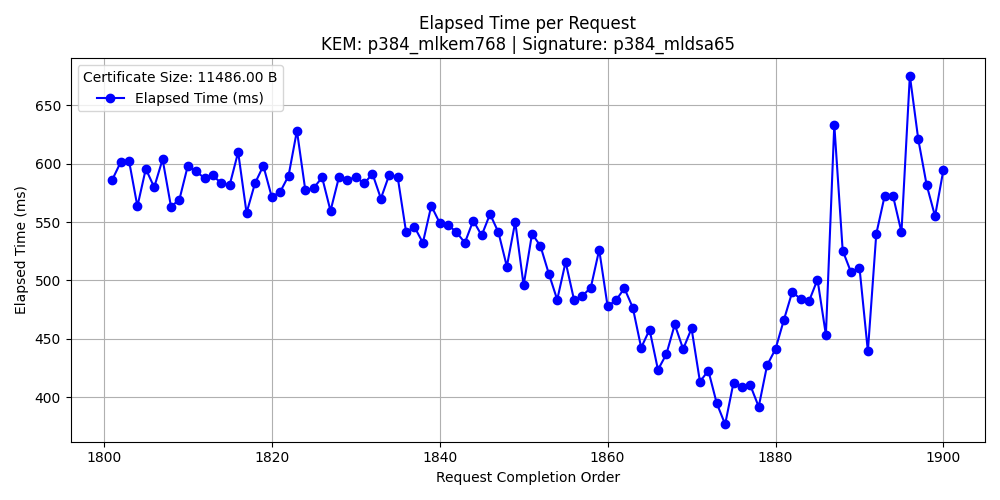 Elapsed Time per Request
KEM: p384_mlkem768 | Signature: p384_mldsa65
Certificate Size: 11486.00 B
Elapsed Time (ms)
Elapsed Time (ms)
650
600
550
500
450
400
1800
1820
1840
1860
1880
1900
Request Completion Order